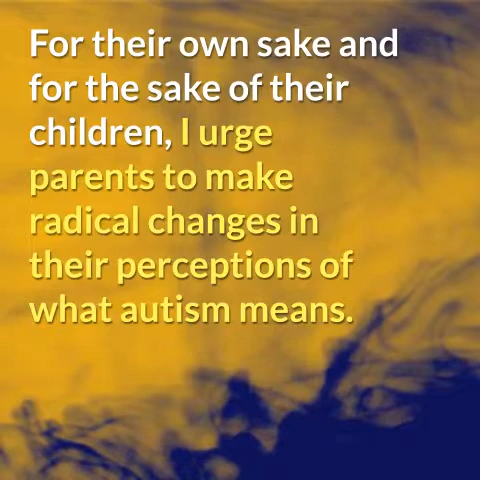 For their own sake and
for the sake of their
children, I urge
parents to make
radical changes in
their perceptions of
what autism means.